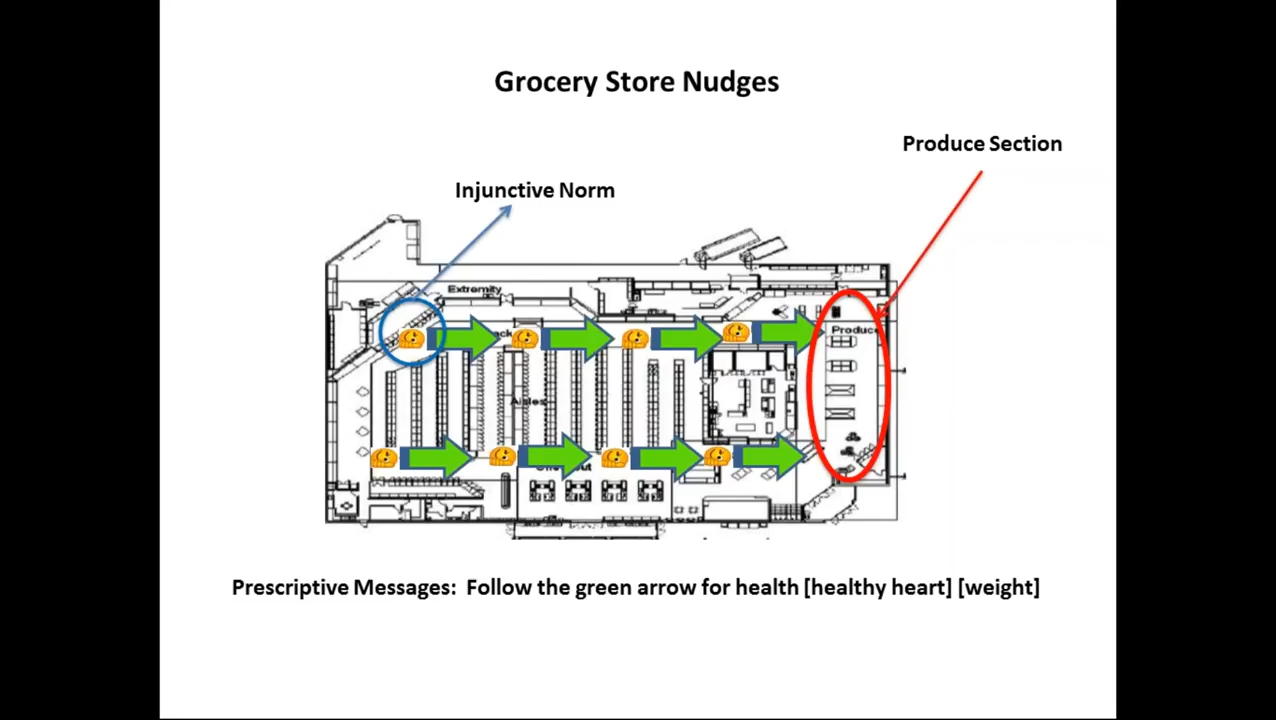 Grocery Store Nudges
Produce Section
Injunctive Norm
Extremity
Produce
Aisles
Prescriptive Messages:  Follow the green arrow for health [healthy heart] [weight]